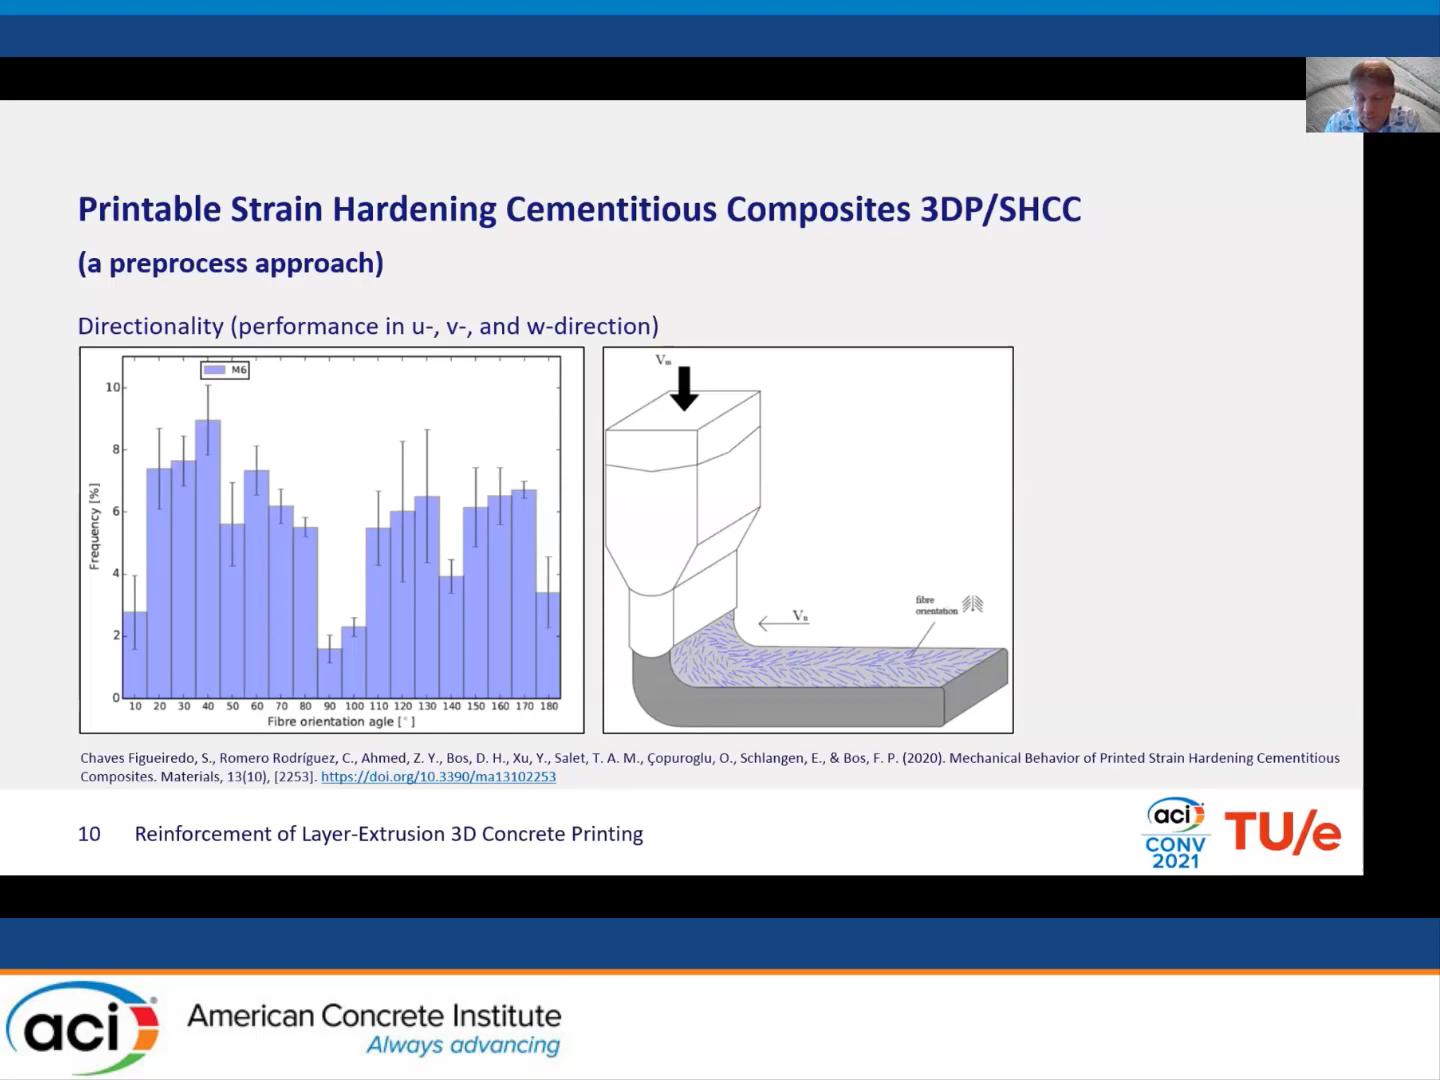 Printable Strain Hardening Cementitious Composites 3DP/SHCC
(a preprocess approach)
Directionality (performance in u-, v-, and w-direction)
M6
Frequency [%]
10
8
6
4
2
0
10 20 30 40 50 60 70 80 90 100 110 120 130 140 150 160 170 180
Fibre orientation agle [°]
Vm
Vn
fibre
orientation
Chaves Figueiredo, S., Romero Rodríguez, C., Ahmed, Z. Y., Bos, D. H., Xu, Y., Salet, T. A. M., Çopuroglu, O., Schlangen, E., & Bos, F. P. (2020). Mechanical Behavior of Printed Strain Hardening Cementitious
Composites. Materials, 13(10), [2253]. https://doi.org/10.3390/ma13102253
10 Reinforcement of Layer-Extrusion 3D Concrete Printing
aci
CONV
2021
TU/e
aci
American Concrete Institute
Always advancing